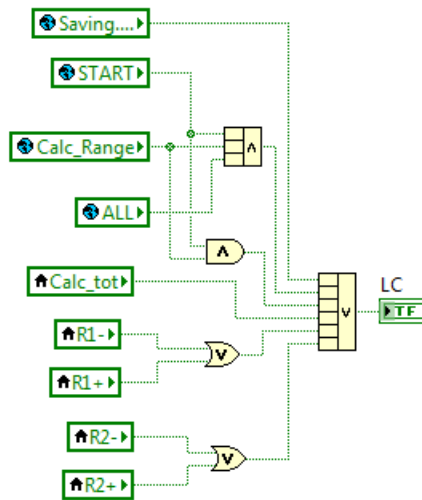 Saving....
START
Calc_Range
ALL
Calc_tot
LC
TF
R1-
R1+
R2-
R2+